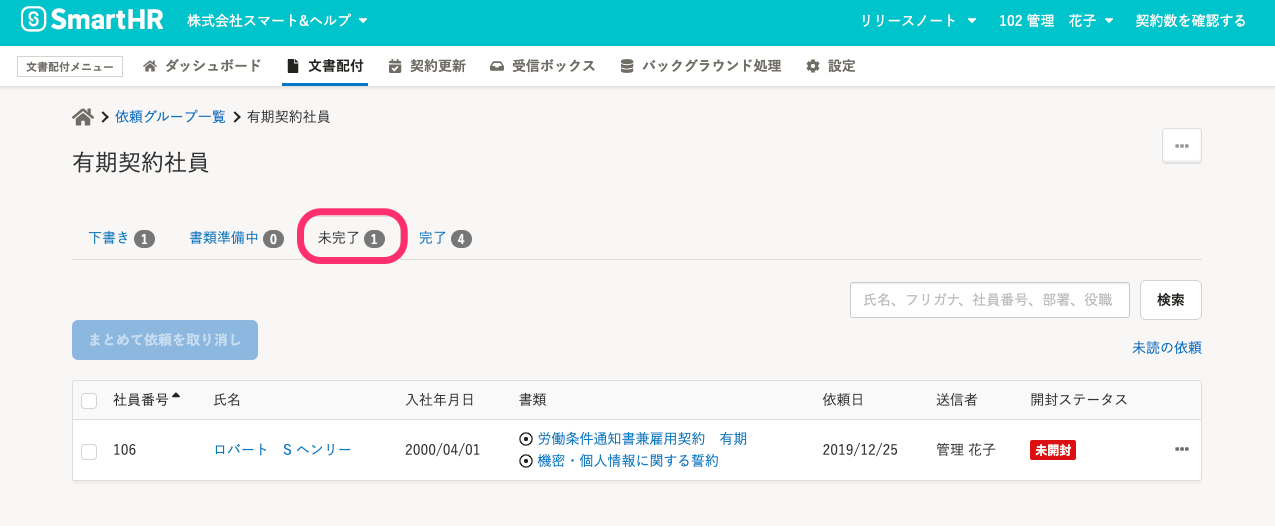 SmartHR 株式会社スマート&ヘルプ リリースノート 102 管理 花子 契約数を確認する
文書配付メニュー ダッシュボード 文書配付 契約更新 受信ボックス バックグラウンド処理 設定
依頼グループ一覧 有期契約社員
有期契約社員
下書き 1 書類準備中 0 未完了 1 完了 4
氏名、フリガナ、社員番号、部署、役職 検索
まとめて依頼を取り消し
未読の依頼
社員番号 氏名 入社年月日 書類 依頼日 送信者 開封ステータス
106 ロバート S ヘンリー 2000/04/01 労働条件通知書兼雇用契約 有期 2019/12/25 管理 花子 未開封
機密・個人情報に関する誓約